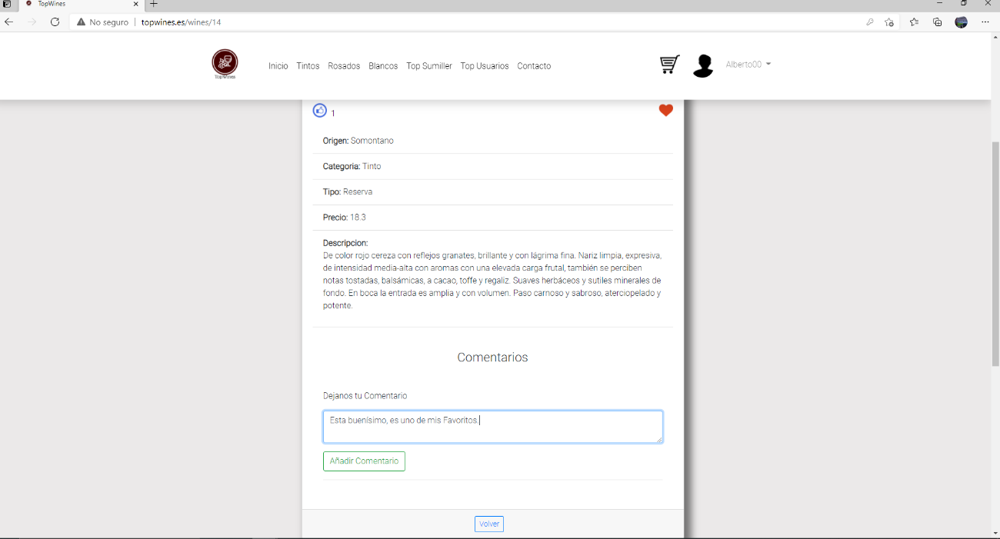 TopWines
No seguro
topwines.es/wines/14
TopWines
Inicio
Tintos
Rosados
Blancos
Top Sumiller
Top Usuarios
Contacto
Alberto00
1
Origen: Somontano
Categoria: Tinto
Tipo: Reserva
Precio: 18.3
Descripcion:
De color rojo cereza con reflejos granates, brillante y con lágrima fina. Nariz limpia, expresiva,
de intensidad media-alta con aromas con una elevada carga frutal, también se perciben
notas tostadas, balsámicas, a cacao, toffe y regaliz. Suaves herbáceos y sutiles minerales de
fondo. En boca la entrada es amplia y con volumen. Paso carnoso y sabroso, aterciopelado y
potente.
Comentarios
Dejanos tu Comentario
Esta buenísimo, es uno de mis Favoritos.
Añadir Comentario
Volver